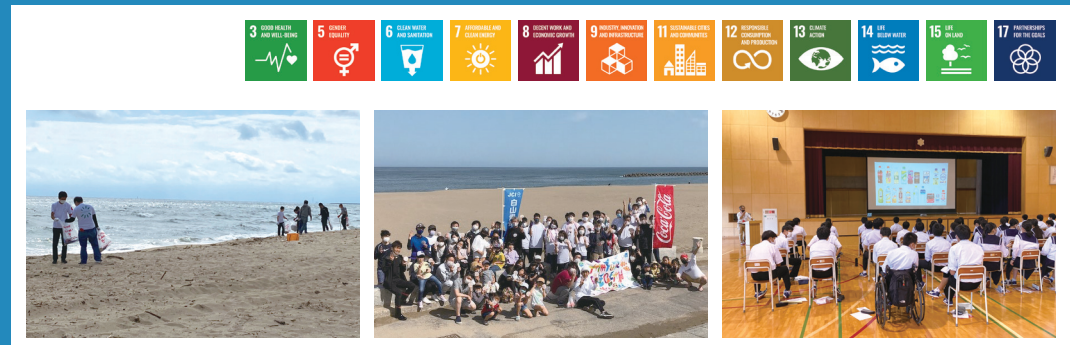 3 GOOD HEALTH
AND WELL-BEING
5 GENDER
EQUALITY
6 CLEAN WATER
AND SANITATION
7 AFFORDABLE AND
CLEAN ENERGY
8 DECENT WORK AND
ECONOMIC GROWTH
9 INDUSTRY, INNOVATION
AND INFRASTRUCTURE
11 SUSTAINABLE CITIES
AND COMMUNITIES
12 RESPONSIBLE
CONSUMPTION
AND PRODUCTION
13 CLIMATE
ACTION
14 LIFE
BELOW WATER
15 LIFE
ON LAND
17 PARTNERSHIPS
FOR THE GOALS
JCI
白山
Coca-Cola